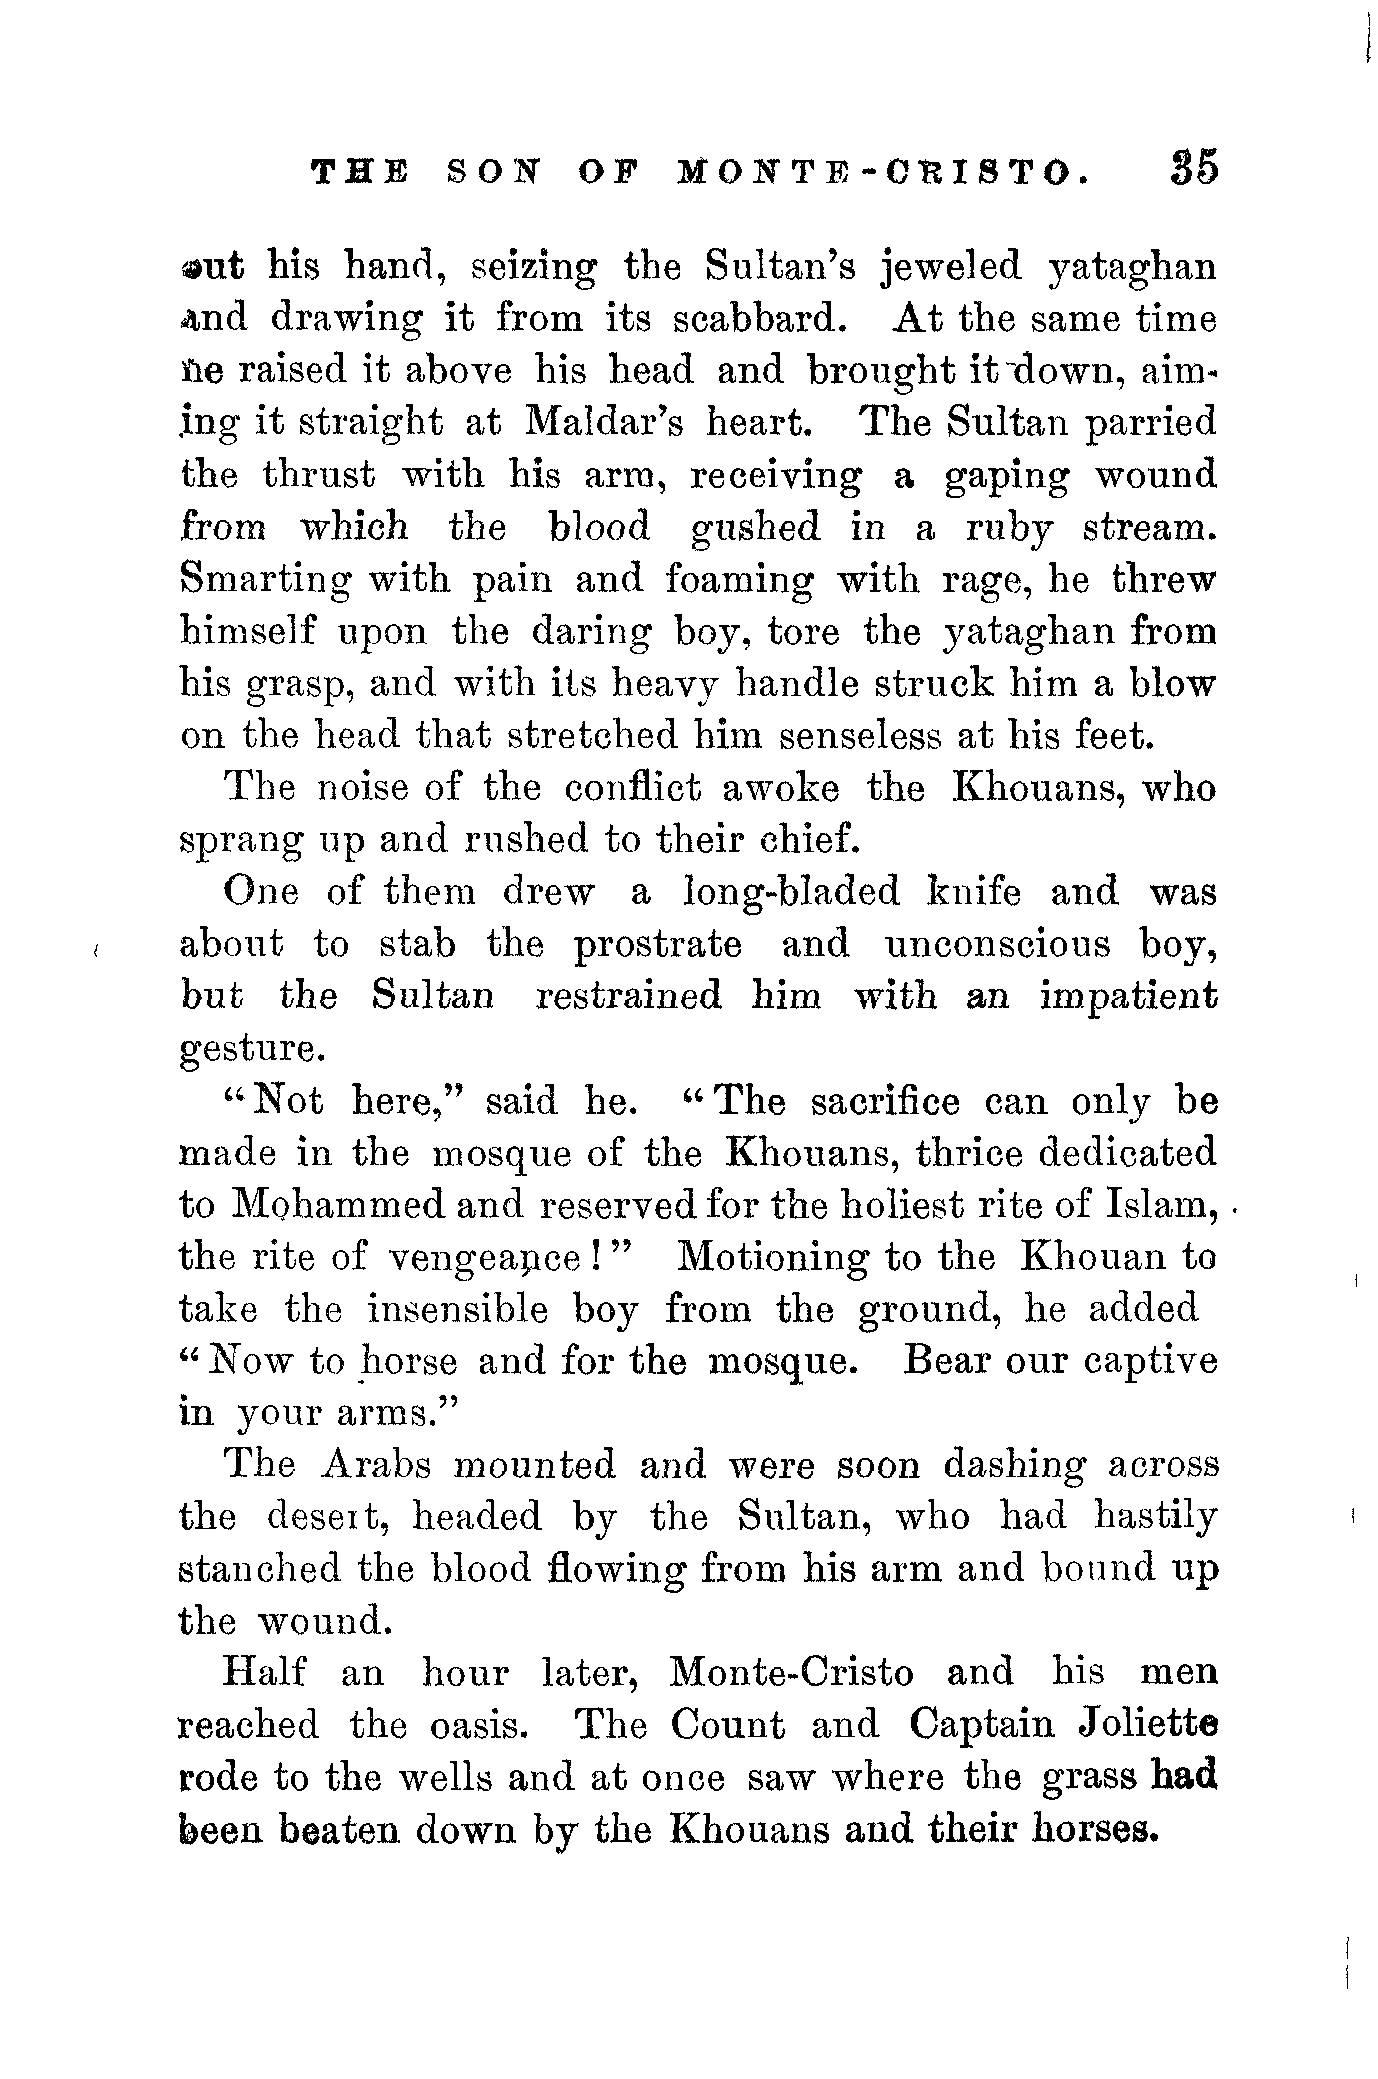 THE SON OF MONTE-CRISTO. 35
out his hand, seizing the Sultan's jeweled yataghan
and drawing it from its scabbard. At the same time
he raised it above his head and brought it down, aim-
ing it straight at Maldar's heart. The Sultan parried
the thrust with his arm, receiving a gaping wound
from which the blood gushed in a ruby stream.
Smarting with pain and foaming with rage, he threw
himself upon the daring boy, tore the yataghan from
his grasp, and with its heavy handle struck him a blow
on the head that stretched him senseless at his feet.
The noise of the conflict awoke the Khouans, who
sprang up and rushed to their chief.
One of them drew a long-bladed knife and was
about to stab the prostrate and unconscious boy,
but the Sultan restrained him with an impatient
gesture.
"Not here," said he. "The sacrifice can only be
made in the mosque of the Khouans, thrice dedicated
to Mohammed and reserved for the holiest rite of Islam,
the rite of vengeance!" Motioning to the Khouan to
take the insensible boy from the ground, he added
"Now to horse and for the mosque. Bear our captive
in your arms."
The Arabs mounted and were soon dashing across
the desert, headed by the Sultan, who had hastily
stanched the blood flowing from his arm and bound up
the wound.
Half an hour later, Monte-Cristo and his men
reached the oasis. The Count and Captain Joliette
rode to the wells and at once saw where the grass had
been beaten down by the Khouans and their horses.